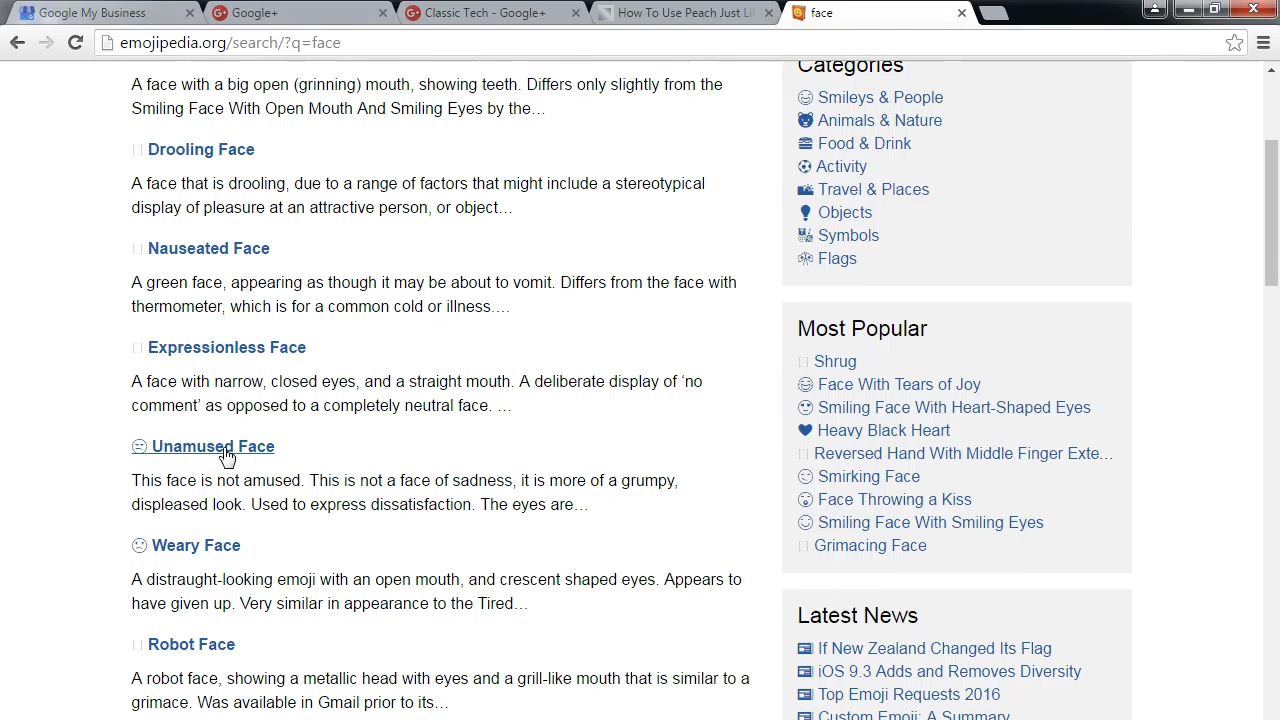 Google My Business
Google+
Classic Tech - Google+
How To Use Peach Just Li
face
emojipedia.org/search/?q=face
A face with a big open (grinning) mouth, showing teeth. Differs only slightly from the
Smiling Face With Open Mouth And Smiling Eyes by the…
Drooling Face
A face that is drooling, due to a range of factors that might include a stereotypical
display of pleasure at an attractive person, or object…
Nauseated Face
A green face, appearing as though it may be about to vomit. Differs from the face with
thermometer, which is for a common cold or illness.…
Expressionless Face
A face with narrow, closed eyes, and a straight mouth. A deliberate display of ‘no
comment’ as opposed to a completely neutral face. …
Unamused Face
This face is not amused. This is not a face of sadness, it is more of a grumpy,
displeased look. Used to express dissatisfaction. The eyes are…
Weary Face
A distraught-looking emoji with an open mouth, and crescent shaped eyes. Appears to
have given up. Very similar in appearance to the Tired…
Robot Face
A robot face, showing a metallic head with eyes and a grill-like mouth that is similar to a
grimace. Was available in Gmail prior to its…
Categories
Smileys & People
Animals & Nature
Food & Drink
Activity
Travel & Places
Objects
Symbols
Flags
Most Popular
Shrug
Face With Tears of Joy
Smiling Face With Heart-Shaped Eyes
Heavy Black Heart
Reversed Hand With Middle Finger Exte…
Smirking Face
Face Throwing a Kiss
Smiling Face With Smiling Eyes
Grimacing Face
Latest News
If New Zealand Changed Its Flag
iOS 9.3 Adds and Removes Diversity
Top Emoji Requests 2016
Custom Emoji: A Summary